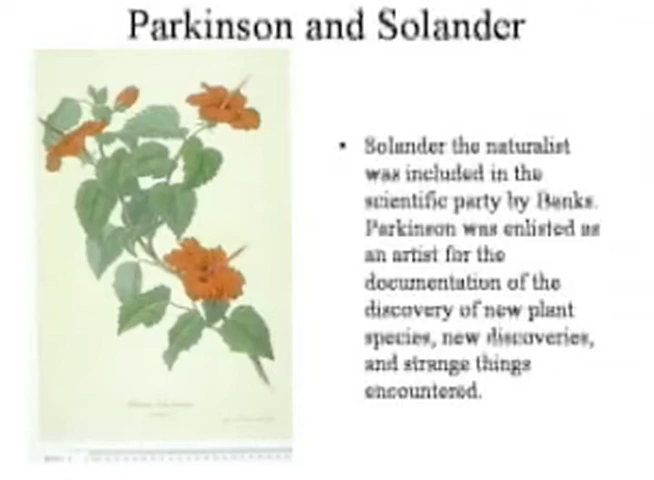 Parkinson and Solander
• Solander the naturalist
was included in the
scientific party by Banks.
Parkinson was enlisted as
an artist for the
documentation of the
discovery of new plant
species, new discoveries,
and strange things
encountered.